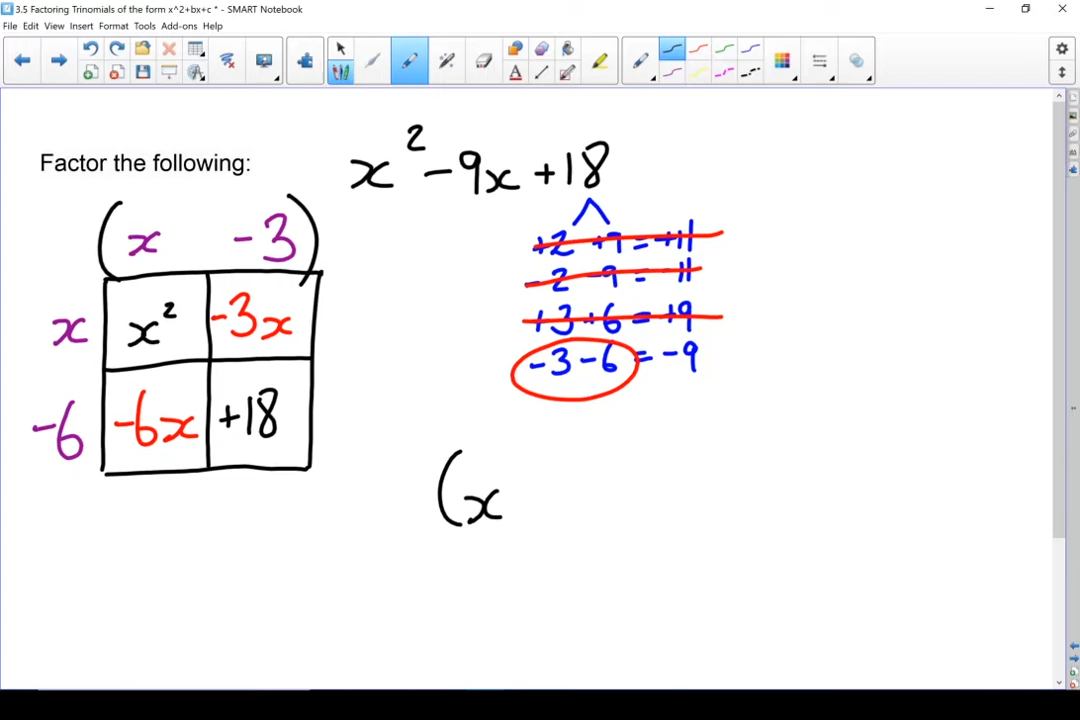 3.5 Factoring Trinomials of the form x^2+bx+c * - SMART Notebook
File Edit View Insert Format Tools Add-ons Help
Factor the following:
x² - 9x + 18
+2 +9 = +11
-2 -9 = -11
+3 +6 = +9
-3 -6 = -9
(x -3)
x x² -3x
-6 -6x +18
(x